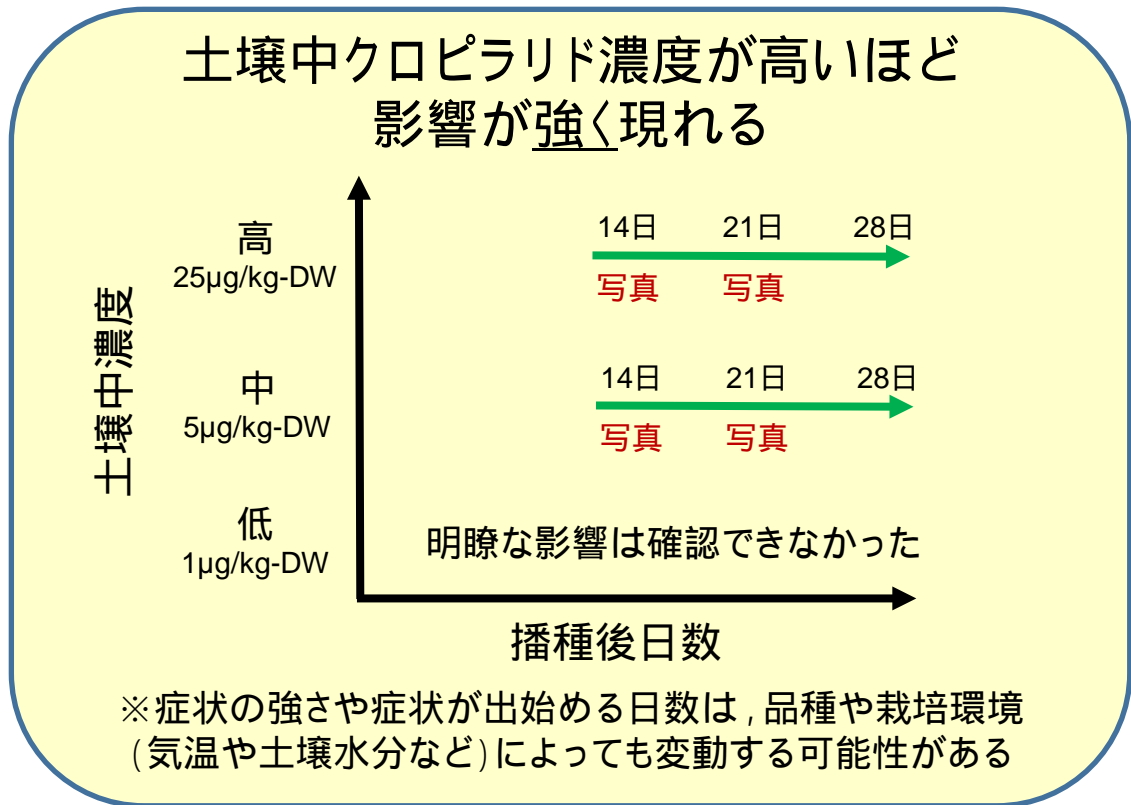 土壌中クロピラリド濃度が高いほど
影響が強く現れる
土壌中濃度
高
25µg/kg-DW
14日 21日 28日
写真 写真
中
5µg/kg-DW
14日 21日 28日
写真 写真
低
1µg/kg-DW
明瞭な影響は確認できなかった
播種後日数
※症状の強さや症状が出始める日数は,品種や栽培環境
(気温や土壌水分など)によっても変動する可能性がある